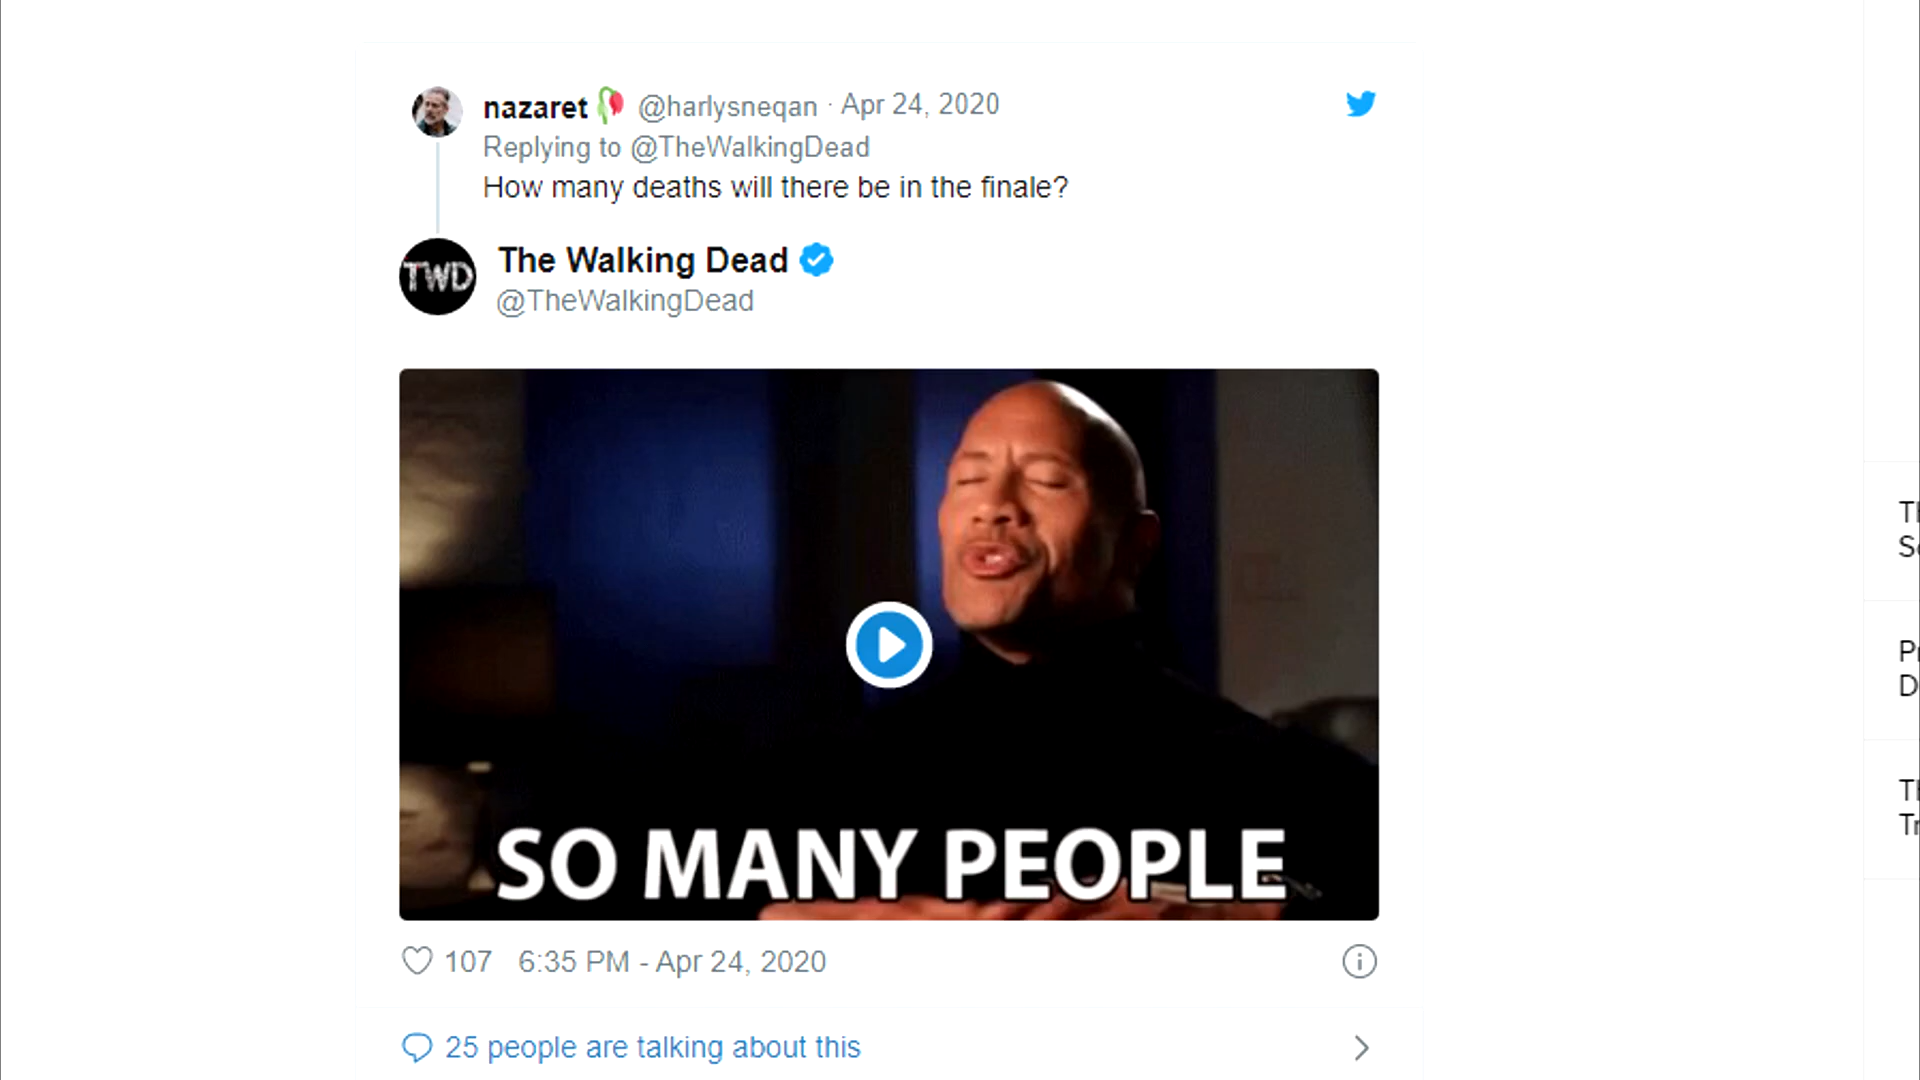 nazaret 🥀 @harlysneqan · Apr 24, 2020
Replying to @TheWalkingDead
How many deaths will there be in the finale?
TWD
The Walking Dead
@TheWalkingDead
SO MANY PEOPLE
107 6:35 PM - Apr 24, 2020
25 people are talking about this